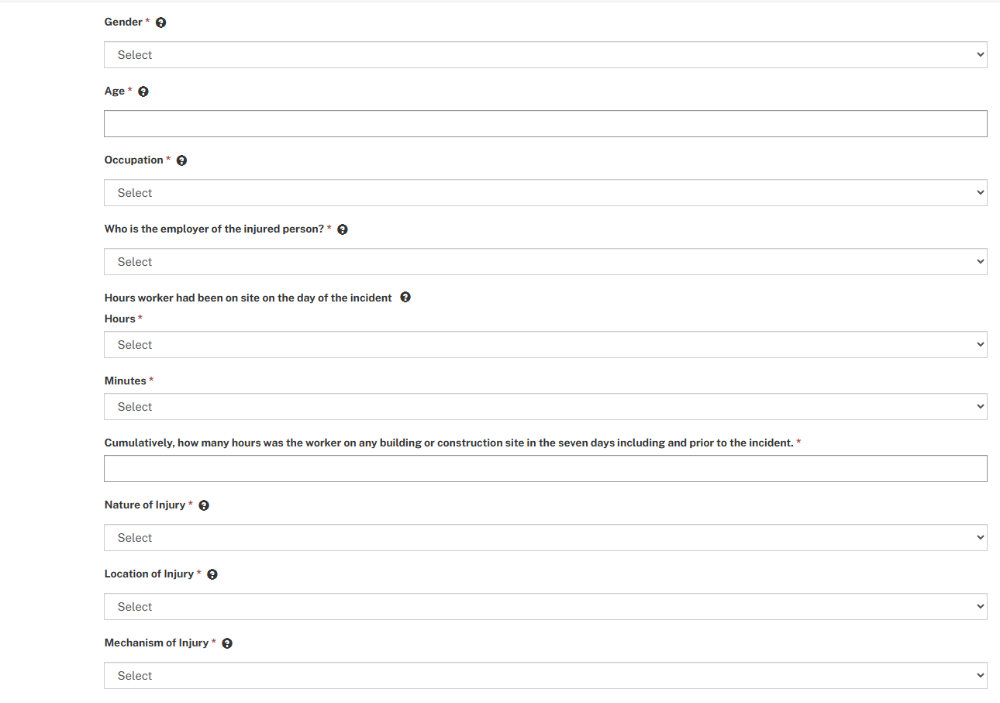 Gender *
Select
Age *
Occupation *
Select
Who is the employer of the injured person? *
Select
Hours worker had been on site on the day of the incident
Hours *
Select
Minutes *
Select
Cumulatively, how many hours was the worker on any building or construction site in the seven days including and prior to the incident. *
Nature of Injury *
Select
Location of Injury *
Select
Mechanism of Injury *
Select